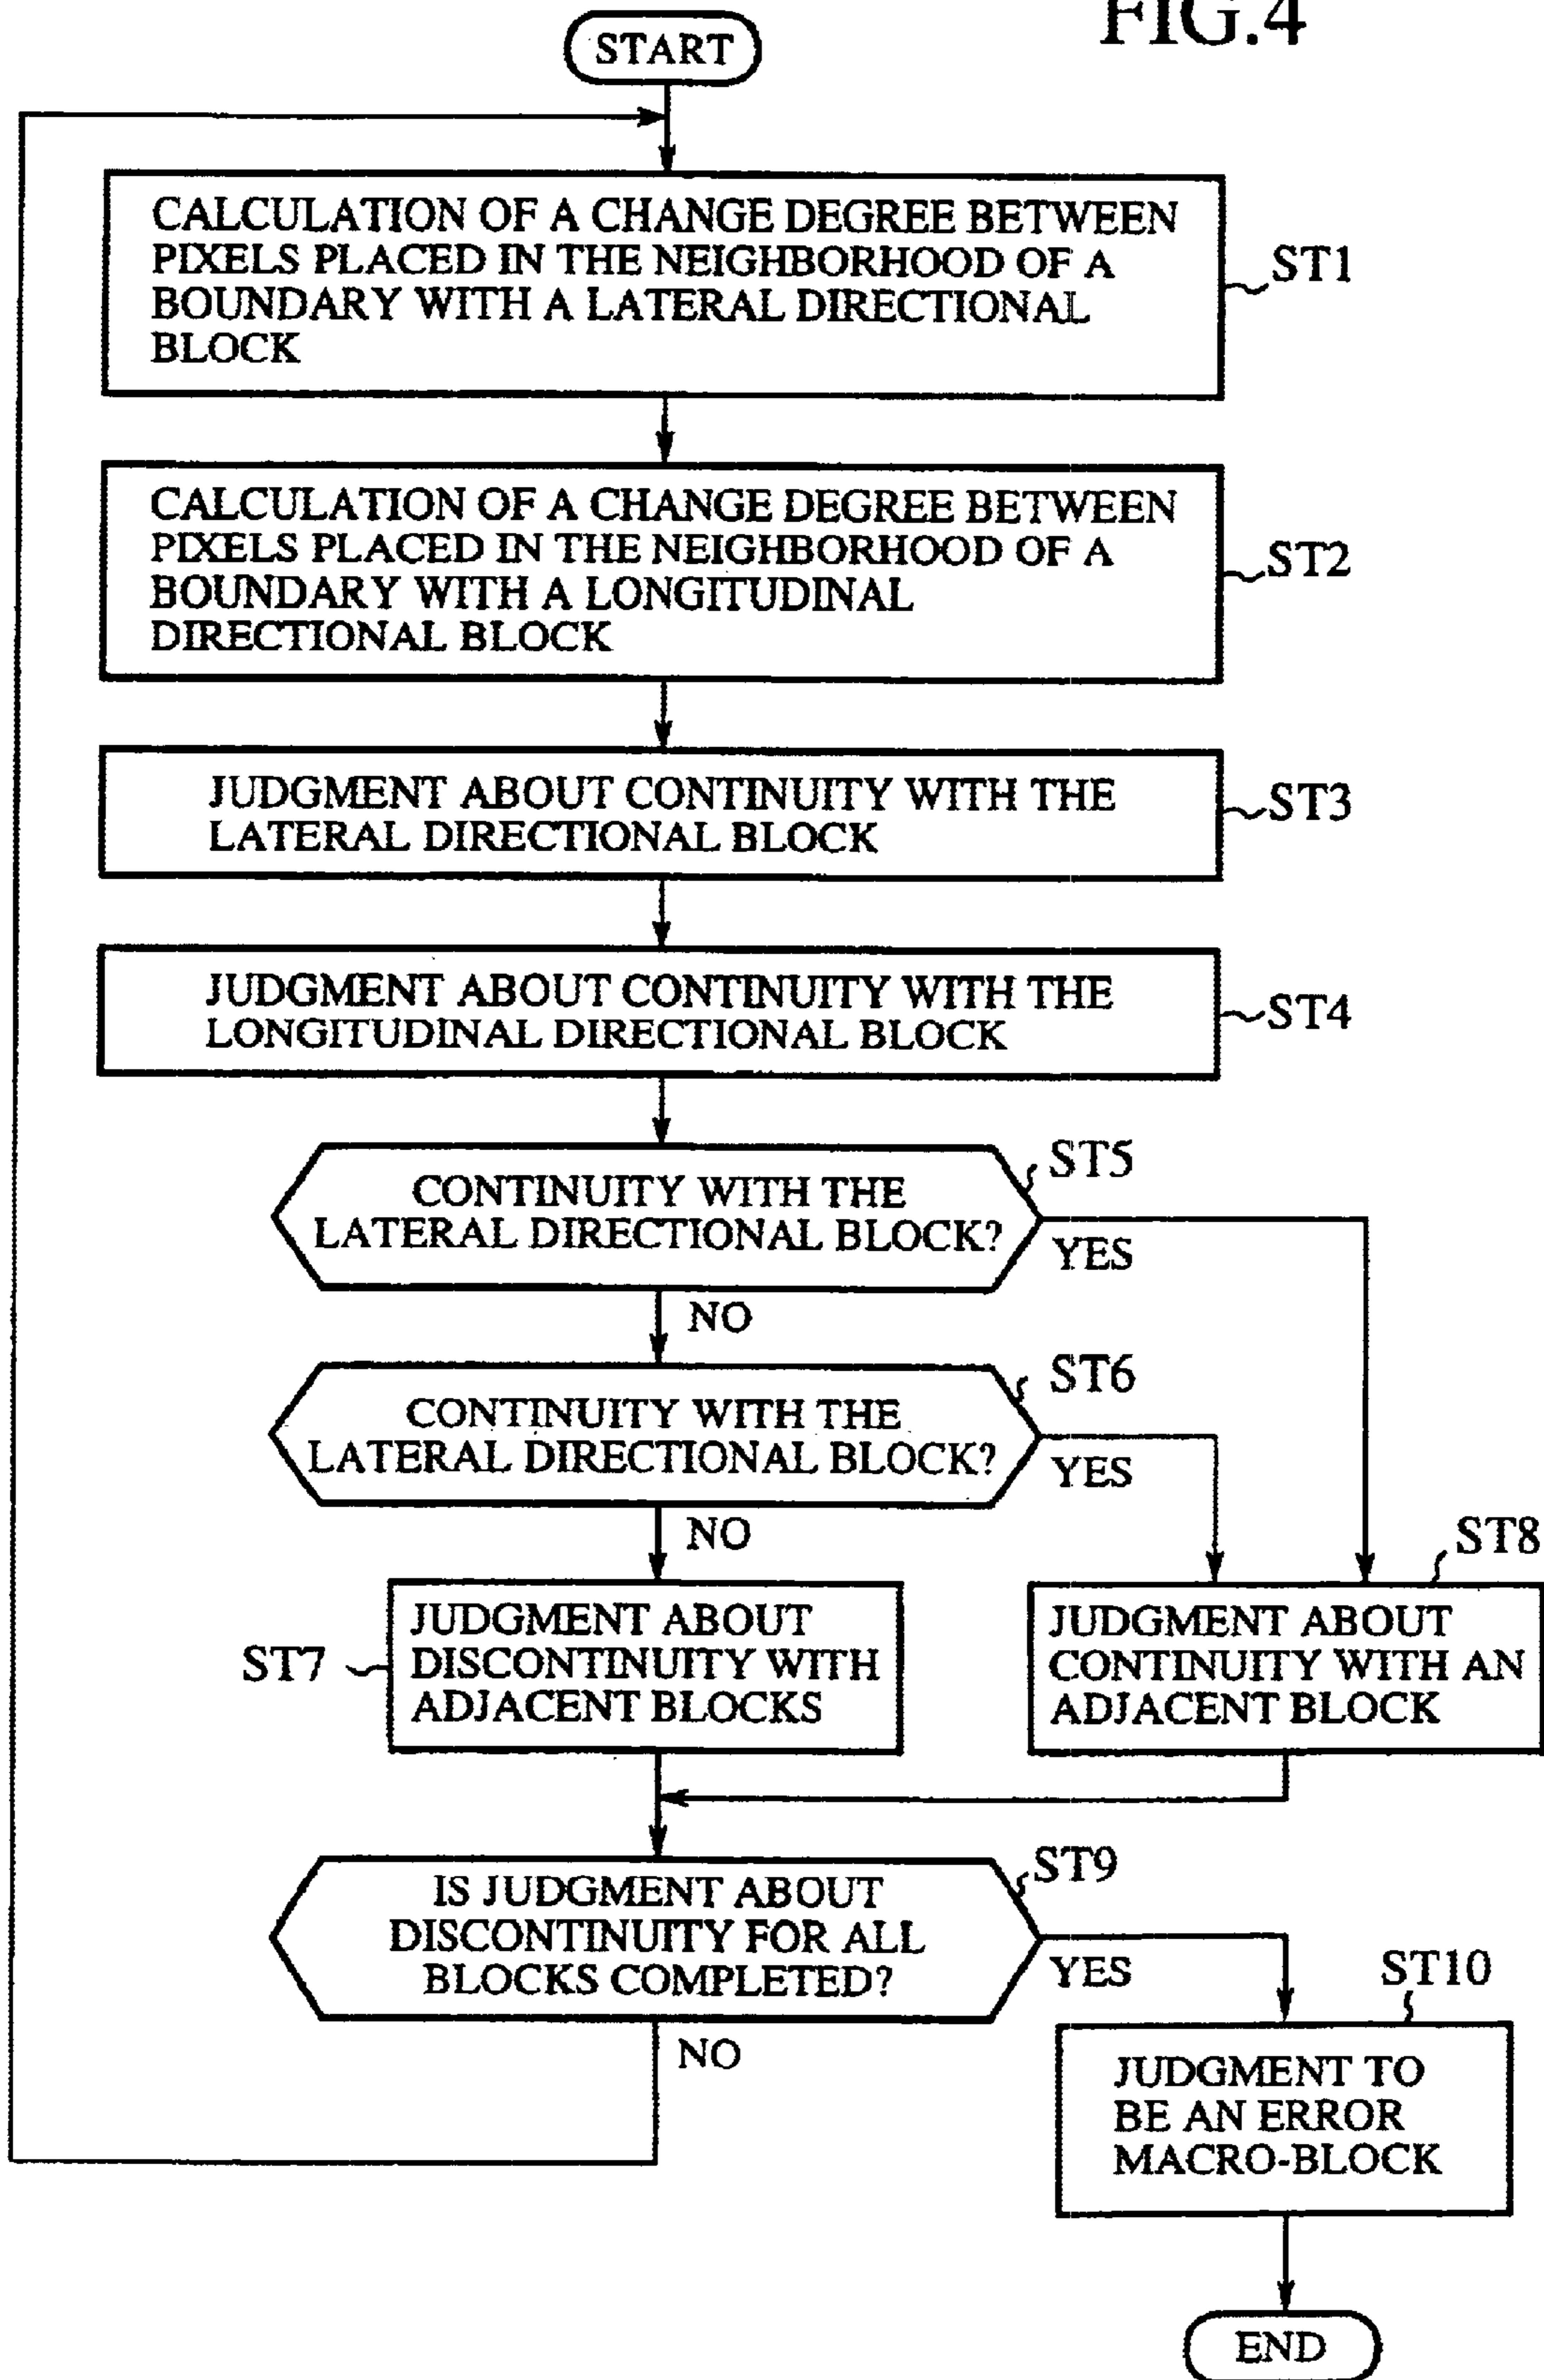 FIG.4
START
CALCULATION OF A CHANGE DEGREE BETWEEN
PIXELS PLACED IN THE NEIGHBORHOOD OF A
BOUNDARY WITH A LATERAL DIRECTIONAL
BLOCK
ST1
CALCULATION OF A CHANGE DEGREE BETWEEN
PIXELS PLACED IN THE NEIGHBORHOOD OF A
BOUNDARY WITH A LONGITUDINAL
DIRECTIONAL BLOCK
ST2
JUDGMENT ABOUT CONTINUITY WITH THE
LATERAL DIRECTIONAL BLOCK
ST3
JUDGMENT ABOUT CONTINUITY WITH THE
LONGITUDINAL DIRECTIONAL BLOCK
ST4
ST5
CONTINUITY WITH THE
LATERAL DIRECTIONAL BLOCK?
YES
NO
ST6
CONTINUITY WITH THE
LATERAL DIRECTIONAL BLOCK?
YES
NO
ST7
JUDGMENT ABOUT
DISCONTINUITY WITH
ADJACENT BLOCKS
ST8
JUDGMENT ABOUT
CONTINUITY WITH AN
ADJACENT BLOCK
ST9
IS JUDGMENT ABOUT
DISCONTINUITY FOR ALL
BLOCKS COMPLETED?
YES
NO
ST10
JUDGMENT TO
BE AN ERROR
MACRO-BLOCK
END